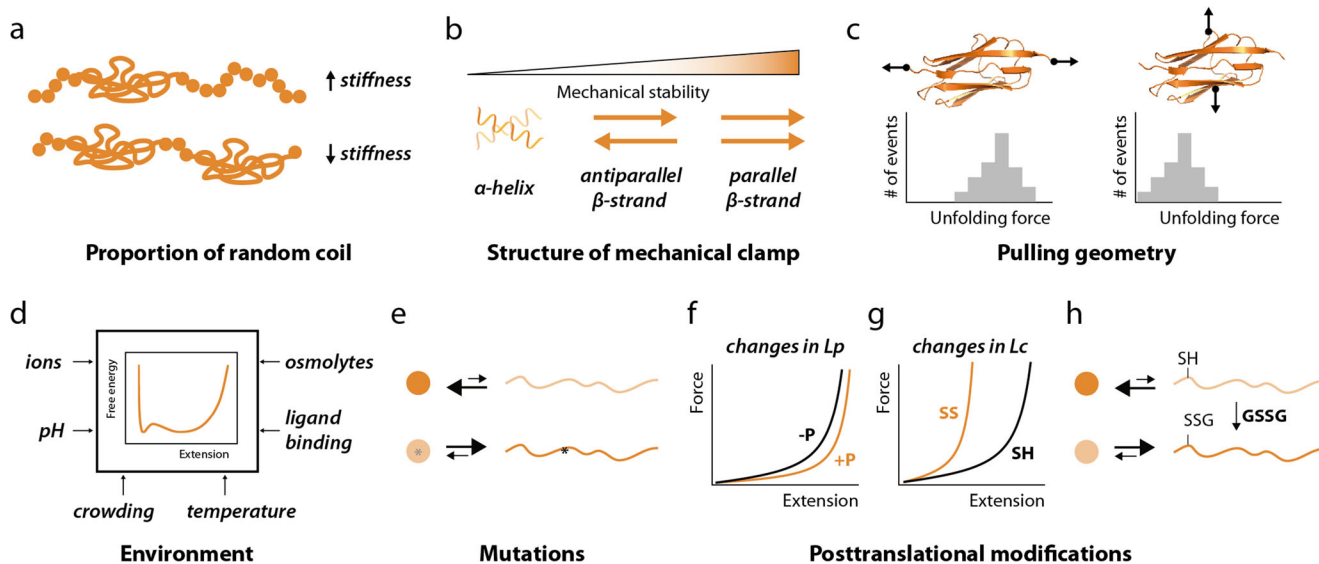 a
↑ stiffness
↓ stiffness
Proportion of random coil
b
Mechanical stability
α-helix
antiparallel
β-strand
parallel
β-strand
Structure of mechanical clamp
c
# of events
Unfolding force
# of events
Unfolding force
Pulling geometry
d
ions
pH
osmolytes
ligand
binding
Free energy
Extension
crowding
temperature
Environment
e
*
*
Mutations
f
changes in Lp
Force
-P
+P
Extension
g
changes in Lc
Force
SS
SH
Extension
h
SH
SSG
GSSG
Posttranslational modifications